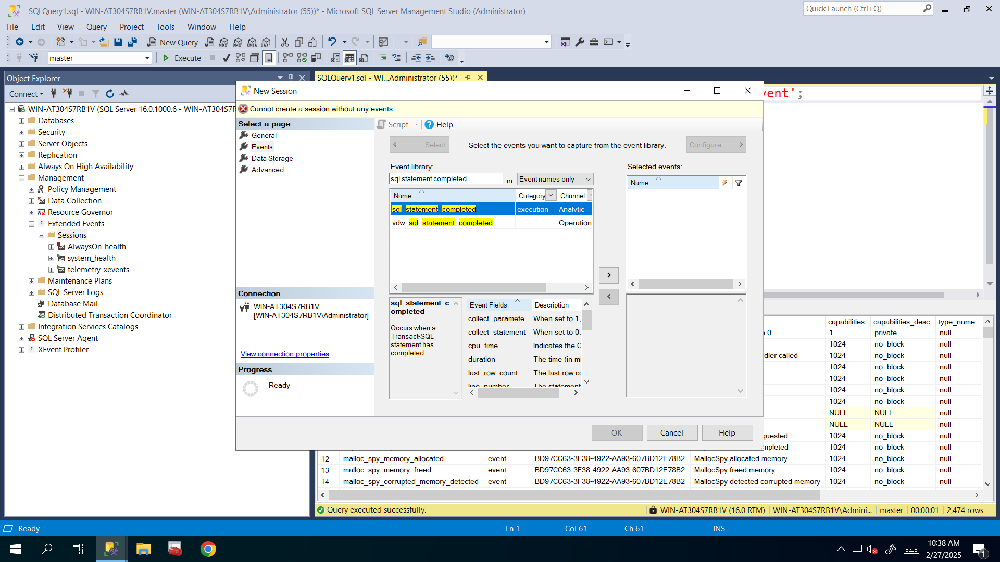 SQLQuery1.sql - WIN-AT304S7RB1V.master (WIN-AT304S7RB1V\Administrator (55))* - Microsoft SQL Server Management Studio (Administrator)
Quick Launch (Ctrl+Q)
File Edit View Query Project Tools Window Help
New Query MDX DMX XMLA DAX
master Execute
Object Explorer
SQLQuery1.sql - WI...Administrator (55))*
Connect
WIN-AT304S7RB1V (SQL Server 16.0.1000.6 - WIN-AT304S7R
Databases
Security
Server Objects
Replication
Always On High Availability
Management
Policy Management
Data Collection
Resource Governor
Extended Events
Sessions
AlwaysOn_health
system_health
telemetry_xevents
Maintenance Plans
SQL Server Logs
Database Mail
Distributed Transaction Coordinator
Integration Services Catalogs
SQL Server Agent
XEvent Profiler
vent';
New Session
Cannot create a session without any events.
Select a page
General
Events
Data Storage
Advanced
Connection
WIN-AT304S7RB1V
[WIN-AT304S7RB1V\Administrator]
View connection properties
Progress
Ready
Script Help
Select
Select the events you want to capture from the event library.
Configure
Event library:
sql statement completed in Event names only
Name Category Channel
sql statement completed execution Analytic
vdw sql statement completed Operation
Selected events:
Name
>
<
sql_statement_c
ompleted
Occurs when a
Transact-SQL
statement has
completed.
Event Fields Description
collect paramete... When set to 1.
collect statement When set to 0.
cpu time Indicates the C
duration The time (in mi
last row count The last row co
line number The statement
OK Cancel Help
capabilities capabilities_desc type_name
e 0. 1 private null
1024 no_block null
dler called 1024 no_block null
1024 no_block null
1024 no_block null
1024 no_block null
1024 no_block null
NULL NULL null
NULL NULL null
quested 1024 no_block null
mpleted 1024 no_block null
12 malloc_spy_memory_allocated event BD97CC63-3F38-4922-AA93-607BD12E78B2 MallocSpy allocated memory 1024 no_block null
13 malloc_spy_memory_freed event BD97CC63-3F38-4922-AA93-607BD12E78B2 MallocSpy freed memory 1024 no_block null
14 malloc_spy_corrupted_memory_detected event BD97CC63-3F38-4922-AA93-607BD12E78B2 MallocSpy detected corrupted memory 1024 no_block null
Query executed successfully. WIN-AT304S7RB1V (16.0 RTM) WIN-AT304S7RB1V\Admini... master 00:00:01 2,474 rows
Ready Ln 1 Col 61 Ch 61 INS
10:38 AM
2/27/2025
1